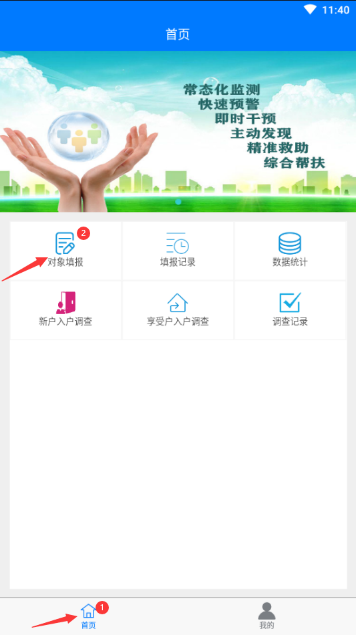 11:40
首页
常态化监测
快速预警
即时干预
主动发现
精准救助
综合帮扶
2
对象填报
填报记录
数据统计
新户入户调查
享受户入户调查
调查记录
1
首页
我的